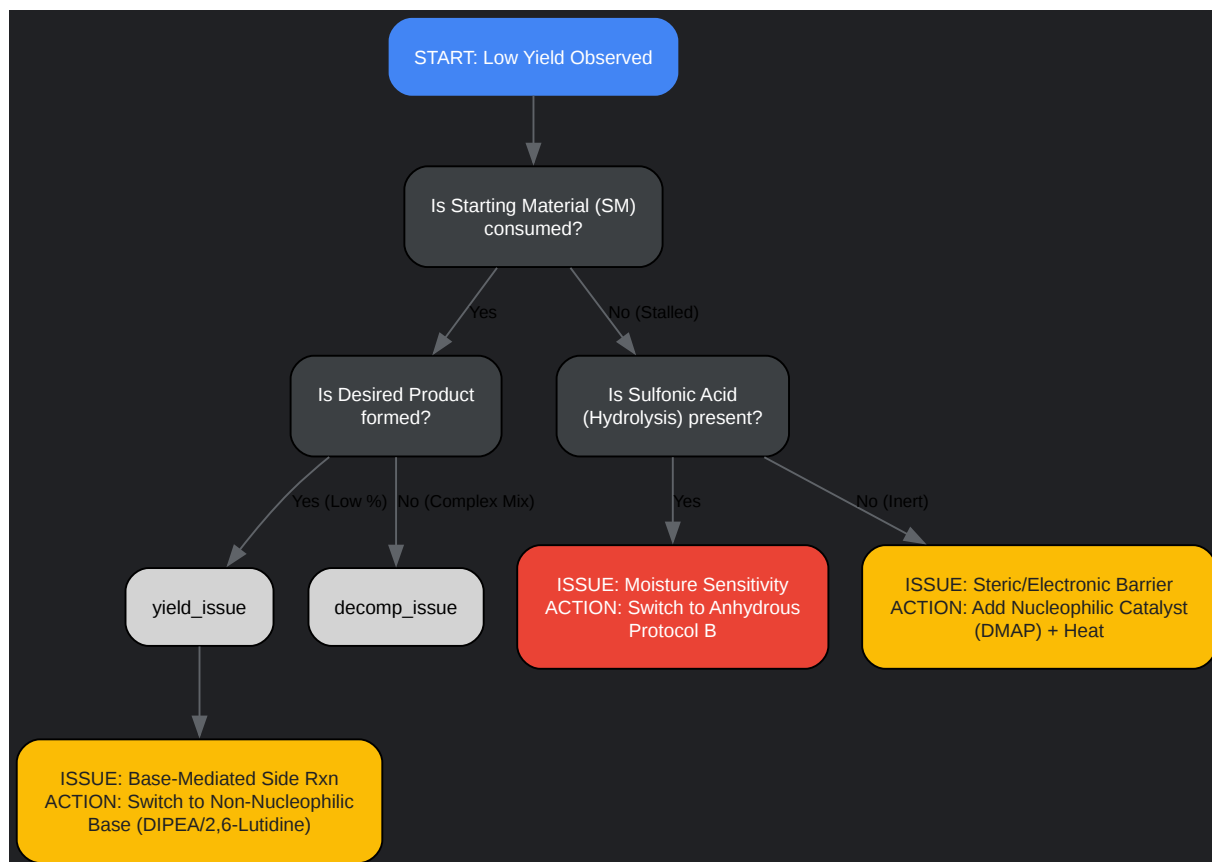 START: Low Yield Observed
Is Starting Material (SM)
consumed?
Yes
No (Stalled)
Is Desired Product
formed?
Is Sulfonic Acid
(Hydrolysis) present?
Yes (Low %)
No (Complex Mix)
Yes
No (Inert)
yield_issue
decomp_issue
ISSUE: Moisture Sensitivity
ACTION: Switch to Anhydrous
Protocol B
ISSUE: Steric/Electronic Barrier
ACTION: Add Nucleophilic Catalyst
(DMAP) + Heat
ISSUE: Base-Mediated Side Rxn
ACTION: Switch to Non-Nucleophilic
Base (DIPEA/2,6-Lutidine)